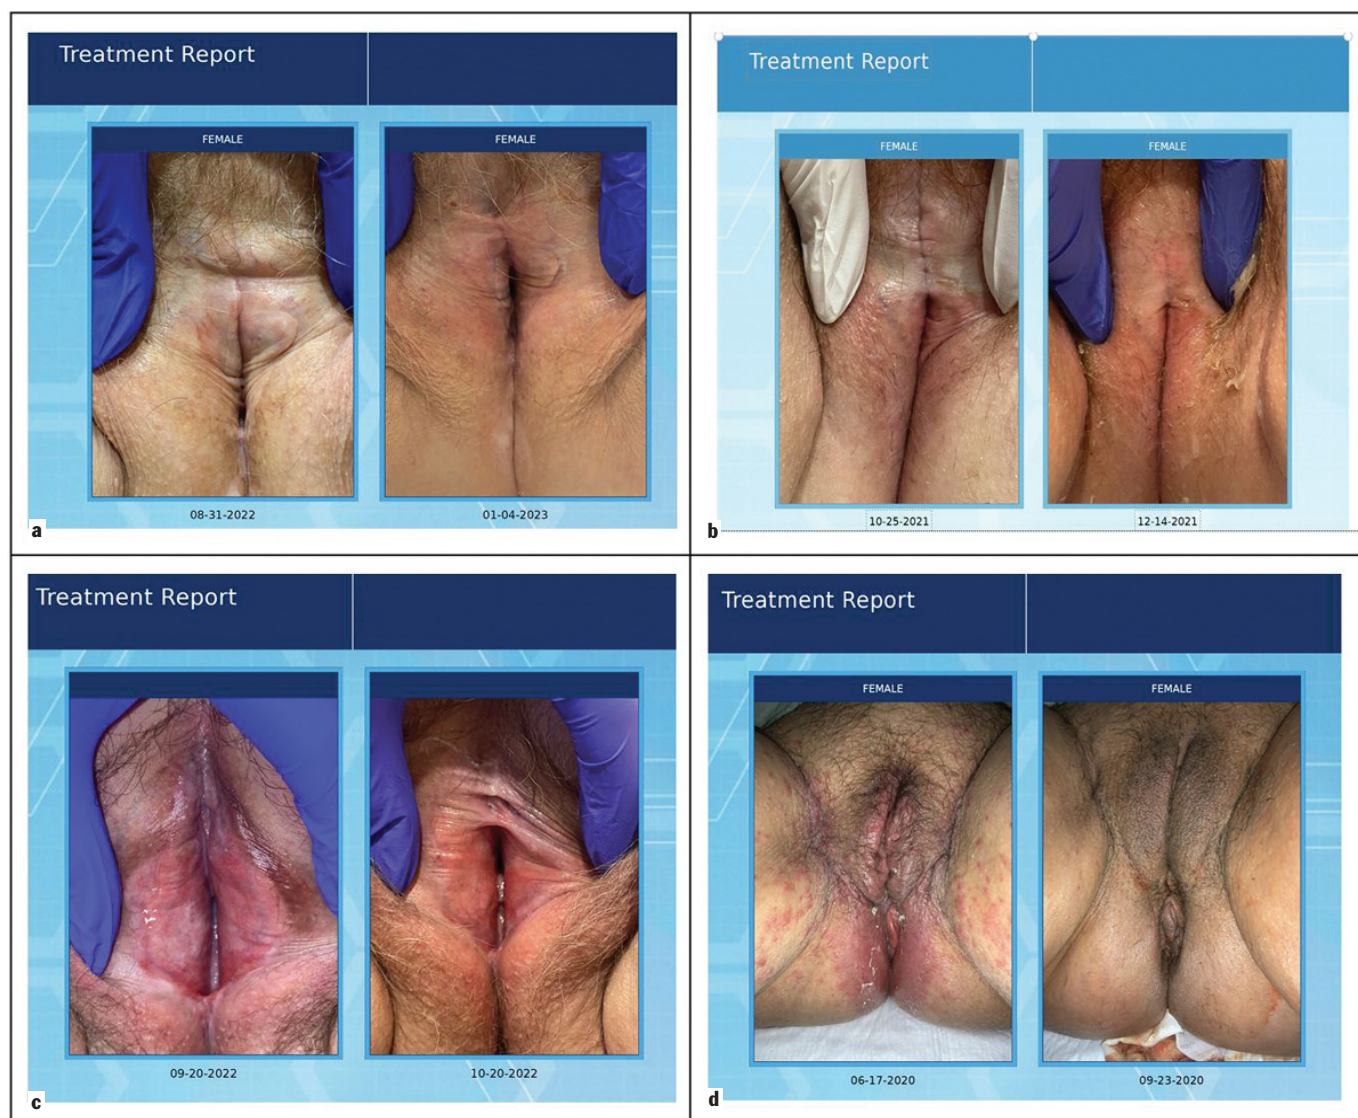 Treatment Report
FEMALE
FEMALE
08-31-2022
01-04-2023
a
Treatment Report
FEMALE
FEMALE
10-25-2021
12-14-2021
b
Treatment Report
09-20-2022
10-20-2022
c
Treatment Report
FEMALE
FEMALE
06-17-2020
09-23-2020
d